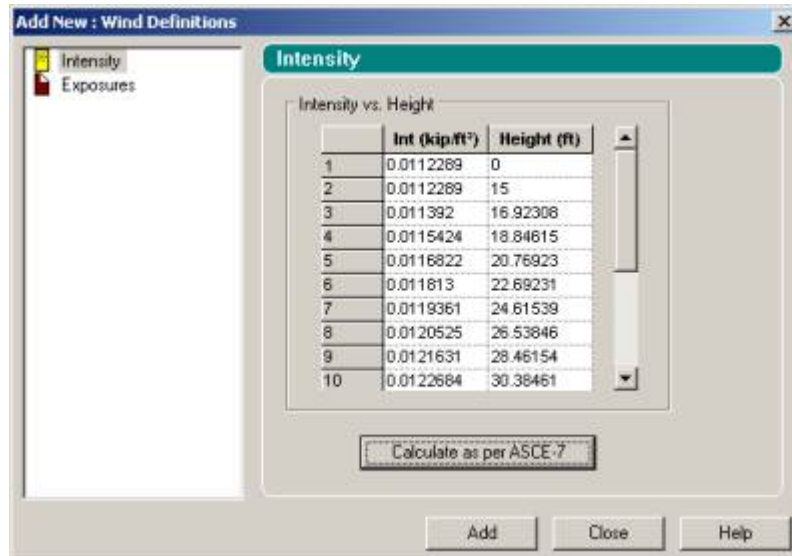 Add New : Wind Definitions
Intensity
Exposures
Intensity
Intensity vs. Height
Int (kip/ft²) Height (ft)
1 0.0112289 0
2 0.0112289 15
3 0.011392 16.92308
4 0.0115424 18.84615
5 0.0116822 20.76923
6 0.011813 22.69231
7 0.0119361 24.61539
8 0.0120525 26.53846
9 0.0121631 28.46154
10 0.0122684 30.38461
Calculate as per ASCE-7
Add Close Help